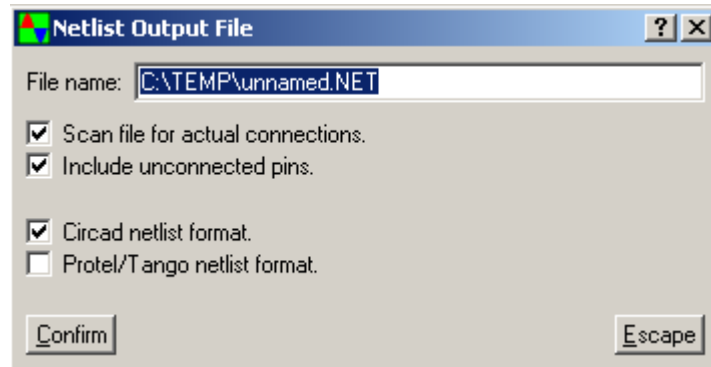 Netlist Output File
File name: C:\TEMP\unnamed.NET
Scan file for actual connections.
Include unconnected pins.
Circad netlist format.
Protel/Tango netlist format.
Confirm Escape